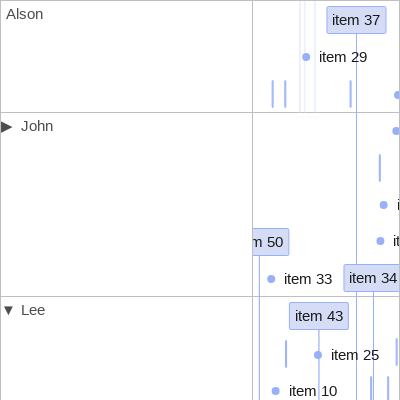 Alson
item 37
item 29
▶ John
m 50
item 33
item 34
▼ Lee
item 43
item 25
item 10